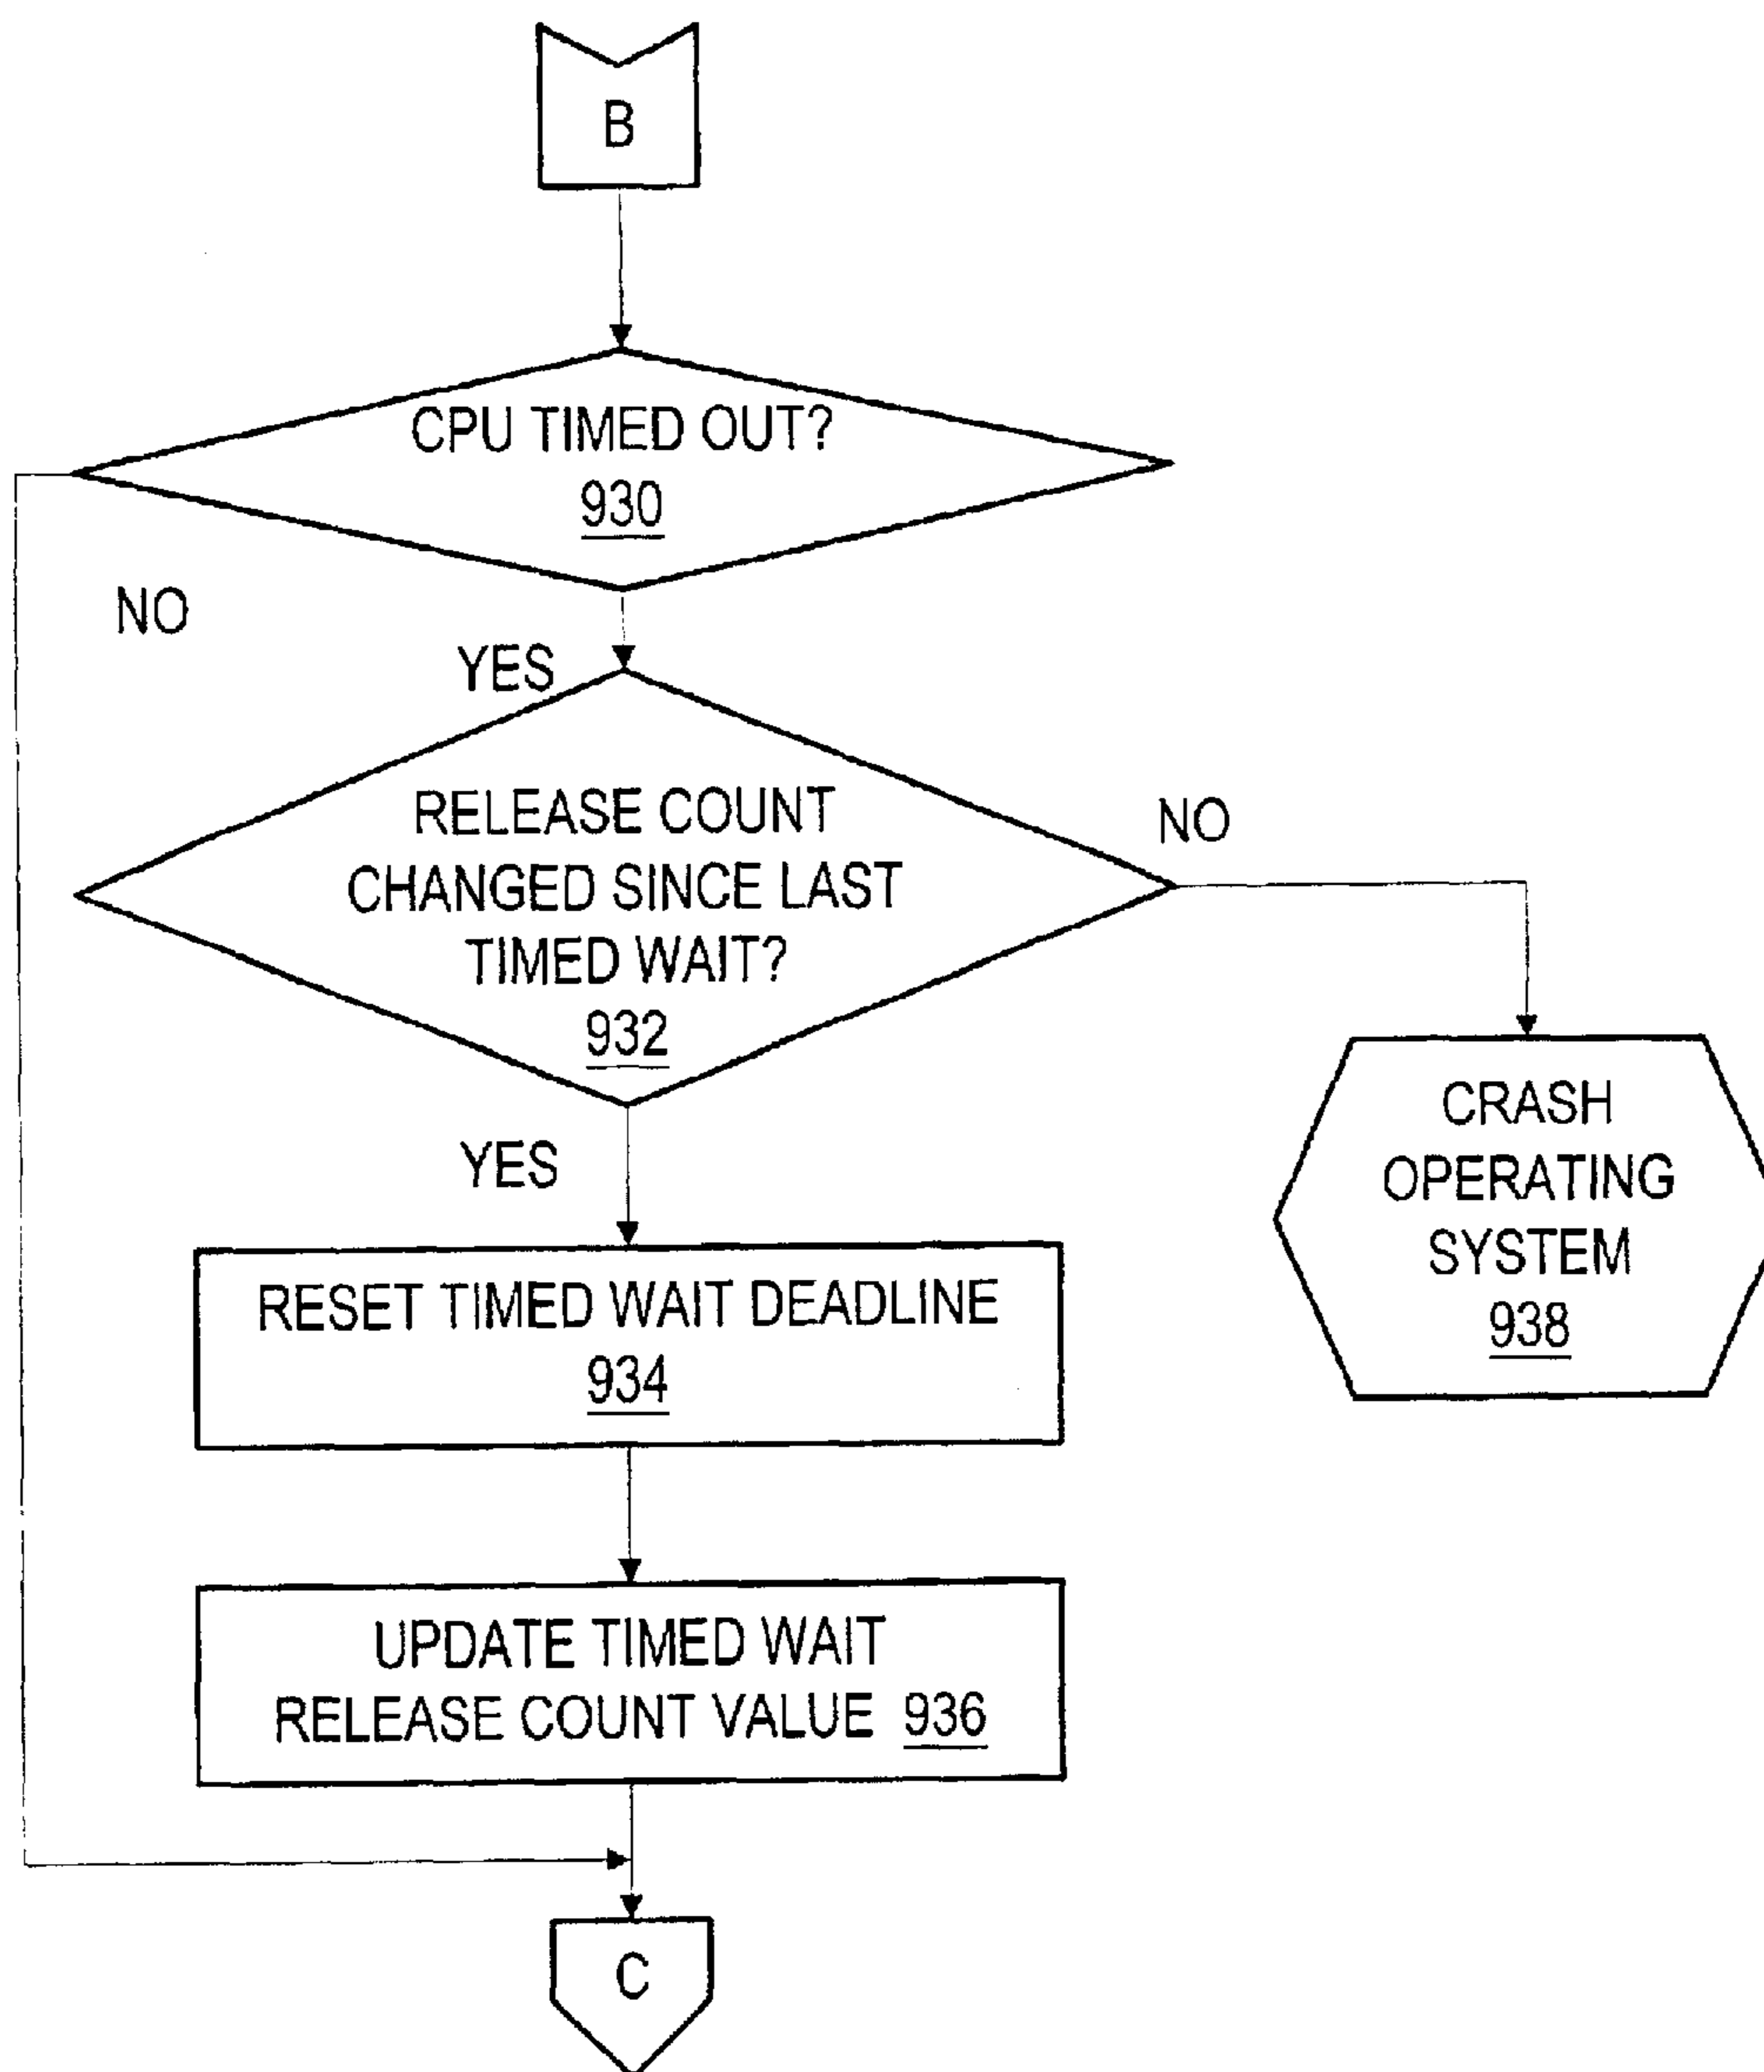 B
CPU TIMED OUT?
930
NO
YES
RELEASE COUNT
CHANGED SINCE LAST
TIMED WAIT?
932
NO
CRASH
OPERATING
SYSTEM
938
YES
RESET TIMED WAIT DEADLINE
934
UPDATE TIMED WAIT
RELEASE COUNT VALUE 936
C